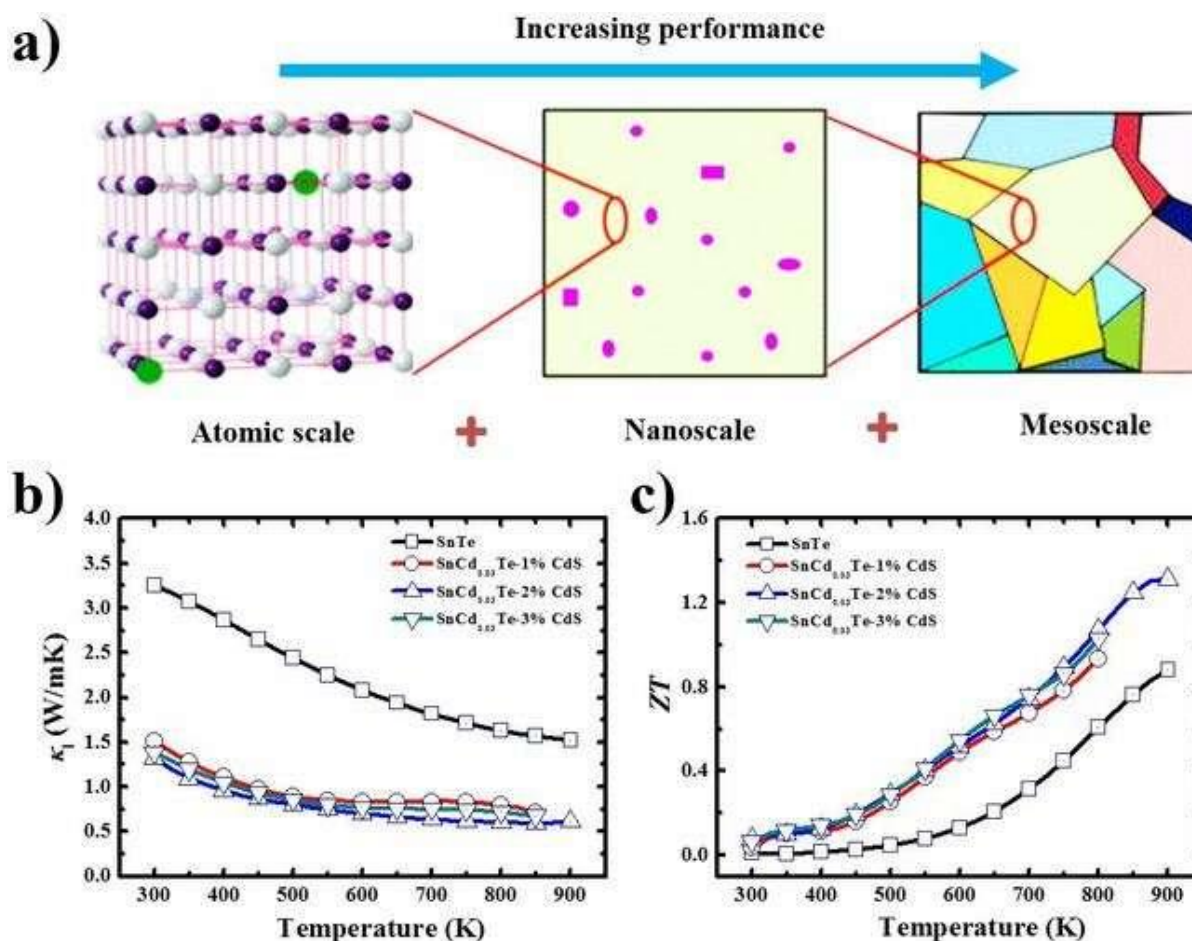 a)
Increasing performance
Atomic scale + Nanoscale + Mesoscale
b)
κl (W/mK)
4.0
3.5
3.0
2.5
2.0
1.5
1.0
0.5
0.0
SnTe
SnCd0.03Te-1% CdS
SnCd0.03Te-2% CdS
SnCd0.03Te-3% CdS
300 400 500 600 700 800 900
Temperature (K)
c)
ZT
1.6
1.2
0.8
0.4
0.0
SnTe
SnCd0.03Te-1% CdS
SnCd0.03Te-2% CdS
SnCd0.03Te-3% CdS
300 400 500 600 700 800 900
Temperature (K)